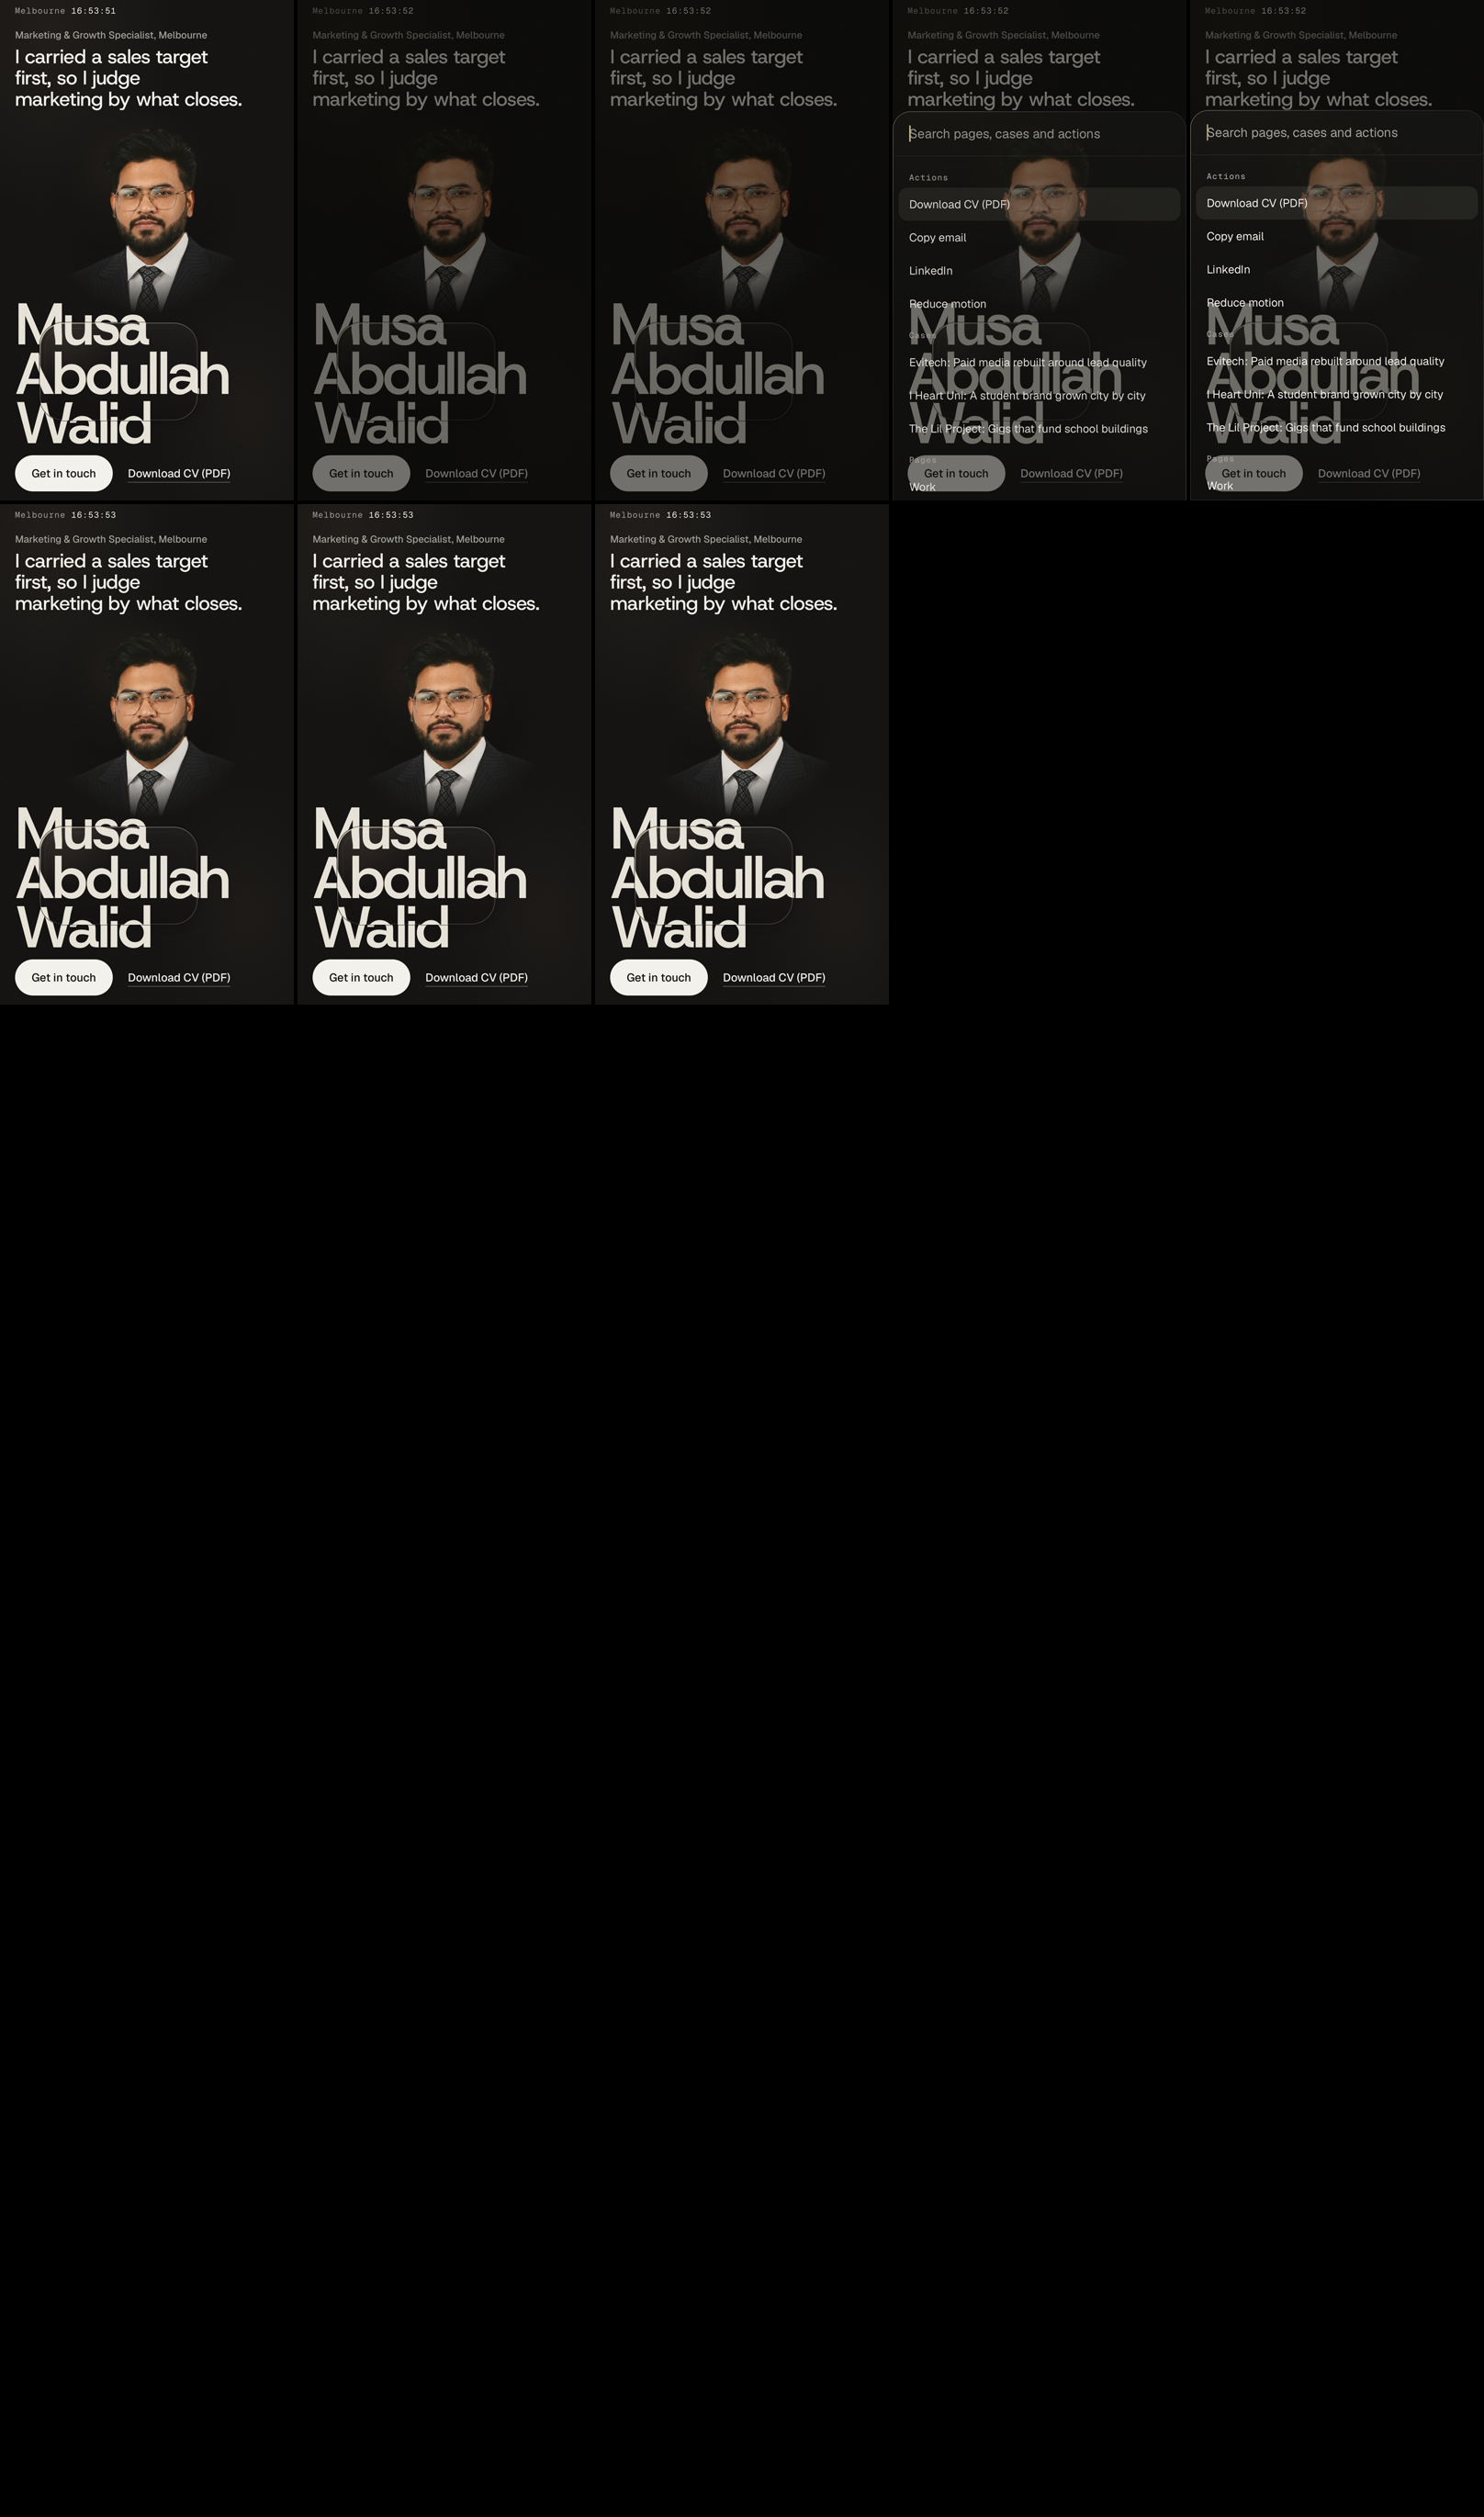 Melbourne 16:53:51
Marketing & Growth Specialist, Melbourne
I carried a sales target
first, so I judge
marketing by what closes.
Musa
Abdullah
Walid
Get in touch
Download CV (PDF)
Melbourne 16:53:52
Marketing & Growth Specialist, Melbourne
I carried a sales target
first, so I judge
marketing by what closes.
Musa
Abdullah
Walid
Get in touch
Download CV (PDF)
Melbourne 16:53:52
Marketing & Growth Specialist, Melbourne
I carried a sales target
first, so I judge
marketing by what closes.
Musa
Abdullah
Walid
Get in touch
Download CV (PDF)
Melbourne 16:53:52
Marketing & Growth Specialist, Melbourne
I carried a sales target
first, so I judge
marketing by what closes.
Search pages, cases and actions
Actions
Download CV (PDF)
Copy email
LinkedIn
Reduce motion
Musa
Cases
Evitech: Paid media rebuilt around lead quality
Abdullah
I Heart Uni: A student brand grown city by city
Walid
The Lil Project: Gigs that fund school buildings
Pages
Get in touch
Download CV (PDF)
Work
Melbourne 16:53:52
Marketing & Growth Specialist, Melbourne
I carried a sales target
first, so I judge
marketing by what closes.
Search pages, cases and actions
Actions
Download CV (PDF)
Copy email
LinkedIn
Reduce motion
Musa
Cases
Evitech: Paid media rebuilt around lead quality
Abdullah
I Heart Uni: A student brand grown city by city
Walid
The Lil Project: Gigs that fund school buildings
Pages
Get in touch
Download CV (PDF)
Work
Melbourne 16:53:53
Marketing & Growth Specialist, Melbourne
I carried a sales target
first, so I judge
marketing by what closes.
Musa
Abdullah
Walid
Get in touch
Download CV (PDF)
Melbourne 16:53:53
Marketing & Growth Specialist, Melbourne
I carried a sales target
first, so I judge
marketing by what closes.
Musa
Abdullah
Walid
Get in touch
Download CV (PDF)
Melbourne 16:53:53
Marketing & Growth Specialist, Melbourne
I carried a sales target
first, so I judge
marketing by what closes.
Musa
Abdullah
Walid
Get in touch
Download CV (PDF)